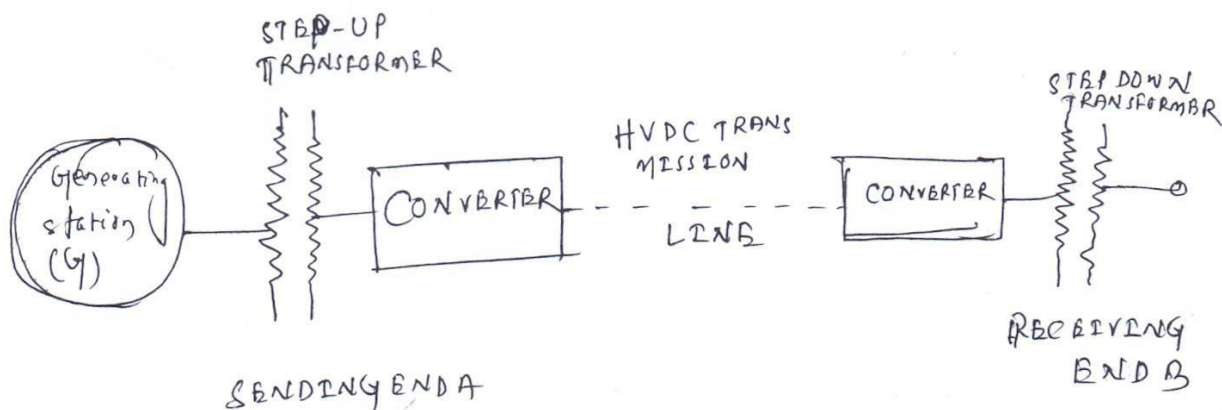 STEP-UP
TRANSFORMER
STEP DOWN
TRANSFORMER
HVDC TRANS
MISSION
LINE
Generating
station
(G)
CONVERTER
CONVERTER
SENDING END A
RECEIVING
END B